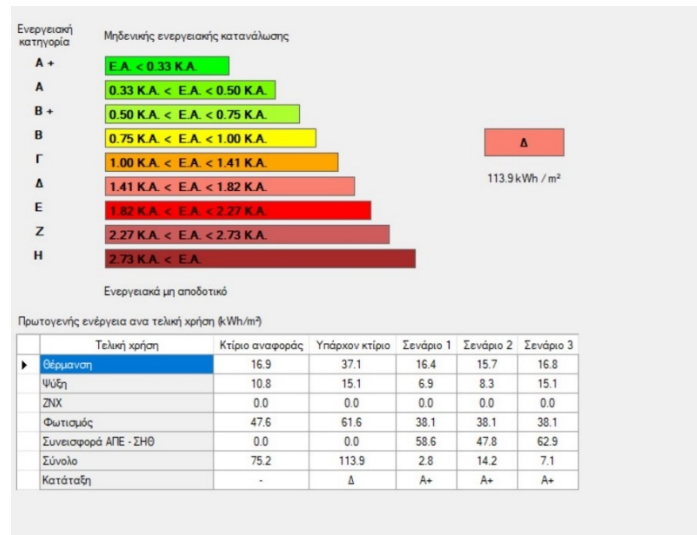 Ενεργειακή
κατηγορία
Μηδενικής ενεργειακής κατανάλωσης
A + Ε.Α. < 0.33 Κ.Α.
A 0.33 Κ.Α. < Ε.Α. < 0.50 Κ.Α.
B + 0.50 Κ.Α. < Ε.Α. < 0.75 Κ.Α.
B 0.75 Κ.Α. < Ε.Α. < 1.00 Κ.Α.
Γ 1.00 Κ.Α. < Ε.Α. < 1.41 Κ.Α.
Δ 1.41 Κ.Α. < Ε.Α. < 1.82 Κ.Α.
E 1.82 Κ.Α. < Ε.Α. < 2.27 Κ.Α.
Z 2.27 Κ.Α. < Ε.Α. < 2.73 Κ.Α.
H 2.73 Κ.Α. < Ε.Α.
Δ
113.9 kWh / m²
Ενεργειακά μη αποδοτικό
Πρωτογενής ενέργεια ανα τελική χρήση (kWh/m²)
Τελική χρήση Κτίριο αναφοράς Υπάρχον κτίριο Σενάριο 1 Σενάριο 2 Σενάριο 3
Θέρμανση 16.9 37.1 16.4 15.7 16.8
Ψύξη 10.8 15.1 6.9 8.3 15.1
ΖΝΧ 0.0 0.0 0.0 0.0 0.0
Φωτισμός 47.6 61.6 38.1 38.1 38.1
Συνεισφορά ΑΠΕ - ΣΗΘ 0.0 0.0 58.6 47.8 62.9
Σύνολο 75.2 113.9 2.8 14.2 7.1
Κατάταξη - Δ A+ A+ A+